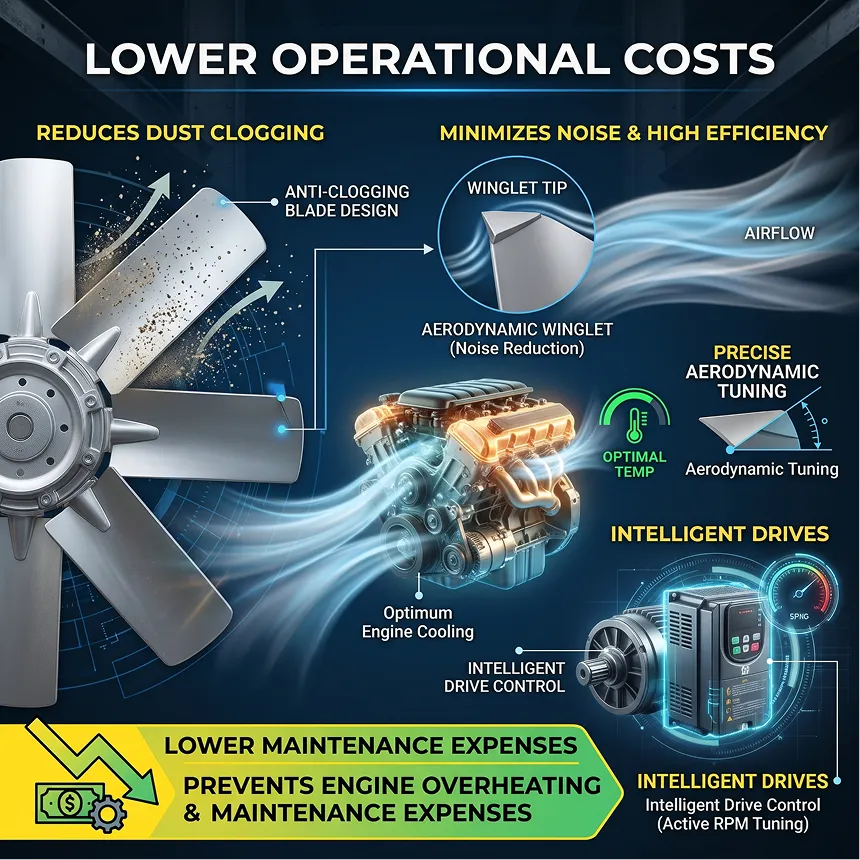 LOWER OPERATIONAL COSTS
REDUCES DUST CLOGGING
MINIMIZES NOISE & HIGH EFFICIENCY
ANTI-CLOGGING
BLADE DESIGN
WINGLET TIP
AIRFLOW
AERODYNAMIC WINGLET
(Noise Reduction)
PRECISE
AERODYNAMIC
TUNING
OPTIMAL
TEMP
Aerodynamic Tuning
INTELLIGENT DRIVES
Optimum
Engine Cooling
SPNG
INTELLIGENT
DRIVE CONTROL
LOWER MAINTENANCE EXPENSES
PREVENTS ENGINE OVERHEATING
& MAINTENANCE EXPENSES
INTELLIGENT DRIVES
Intelligent Drive Control
(Active RPM Tuning)